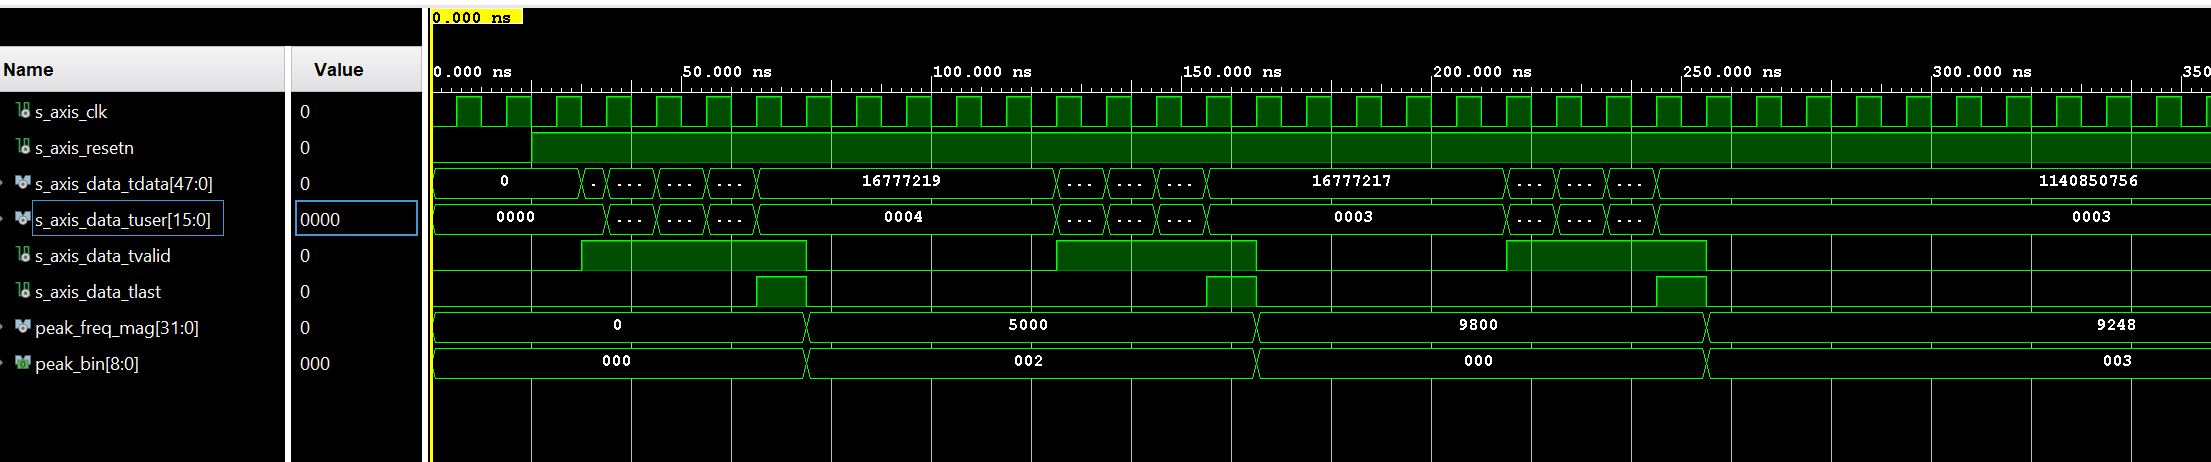 0.000 ns
Name Value
0.000 ns 50.000 ns 100.000 ns 150.000 ns 200.000 ns 250.000 ns 300.000 ns 350
s_axis_clk 0
s_axis_resetn 0
s_axis_data_tdata[47:0] 0 0 . ... ... ... 16777219 ... ... ... 16777217 ... ... ... 1140850756
s_axis_data_tuser[15:0] 0000 0000 ... ... ... 0004 ... ... ... 0003 ... ... ... 0003
s_axis_data_tvalid 0
s_axis_data_tlast 0
peak_freq_mag[31:0] 0 0 5000 9800 9248
peak_bin[8:0] 000 000 002 000 003